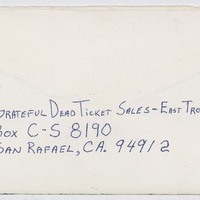 GRATEFUL DEAD TICKET SALES - EAST TRO
BOX C-S 8190
SAN RAFAEL, CA. 94912